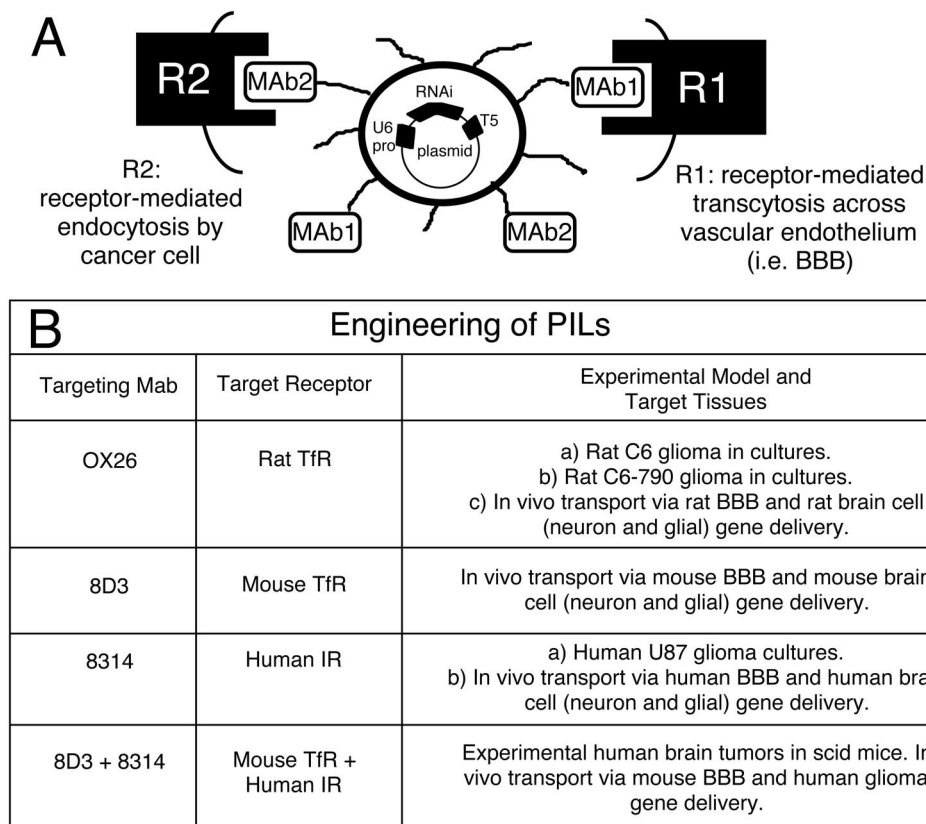 A
R2
MAb2
RNAi
U6
pro
T5
plasmid
MAb1
R1
R2:
receptor-mediated
endocytosis by
cancer cell
MAb1
MAb2
R1: receptor-mediated
transcytosis across
vascular endothelium
(i.e. BBB)
B
Engineering of PILs
Targeting Mab
Target Receptor
Experimental Model and
Target Tissues
OX26
Rat TfR
a) Rat C6 glioma in cultures.
b) Rat C6-790 glioma in cultures.
c) In vivo transport via rat BBB and rat brain cell
(neuron and glial) gene delivery.
8D3
Mouse TfR
In vivo transport via mouse BBB and mouse brain
cell (neuron and glial) gene delivery.
8314
Human IR
a) Human U87 glioma cultures.
b) In vivo transport via human BBB and human
cell (neuron and glial) gene delivery.
8D3 + 8314
Mouse TfR +
Human IR
Experimental human brain tumors in scid mice. In
vivo transport via mouse BBB and human glioma
gene delivery.